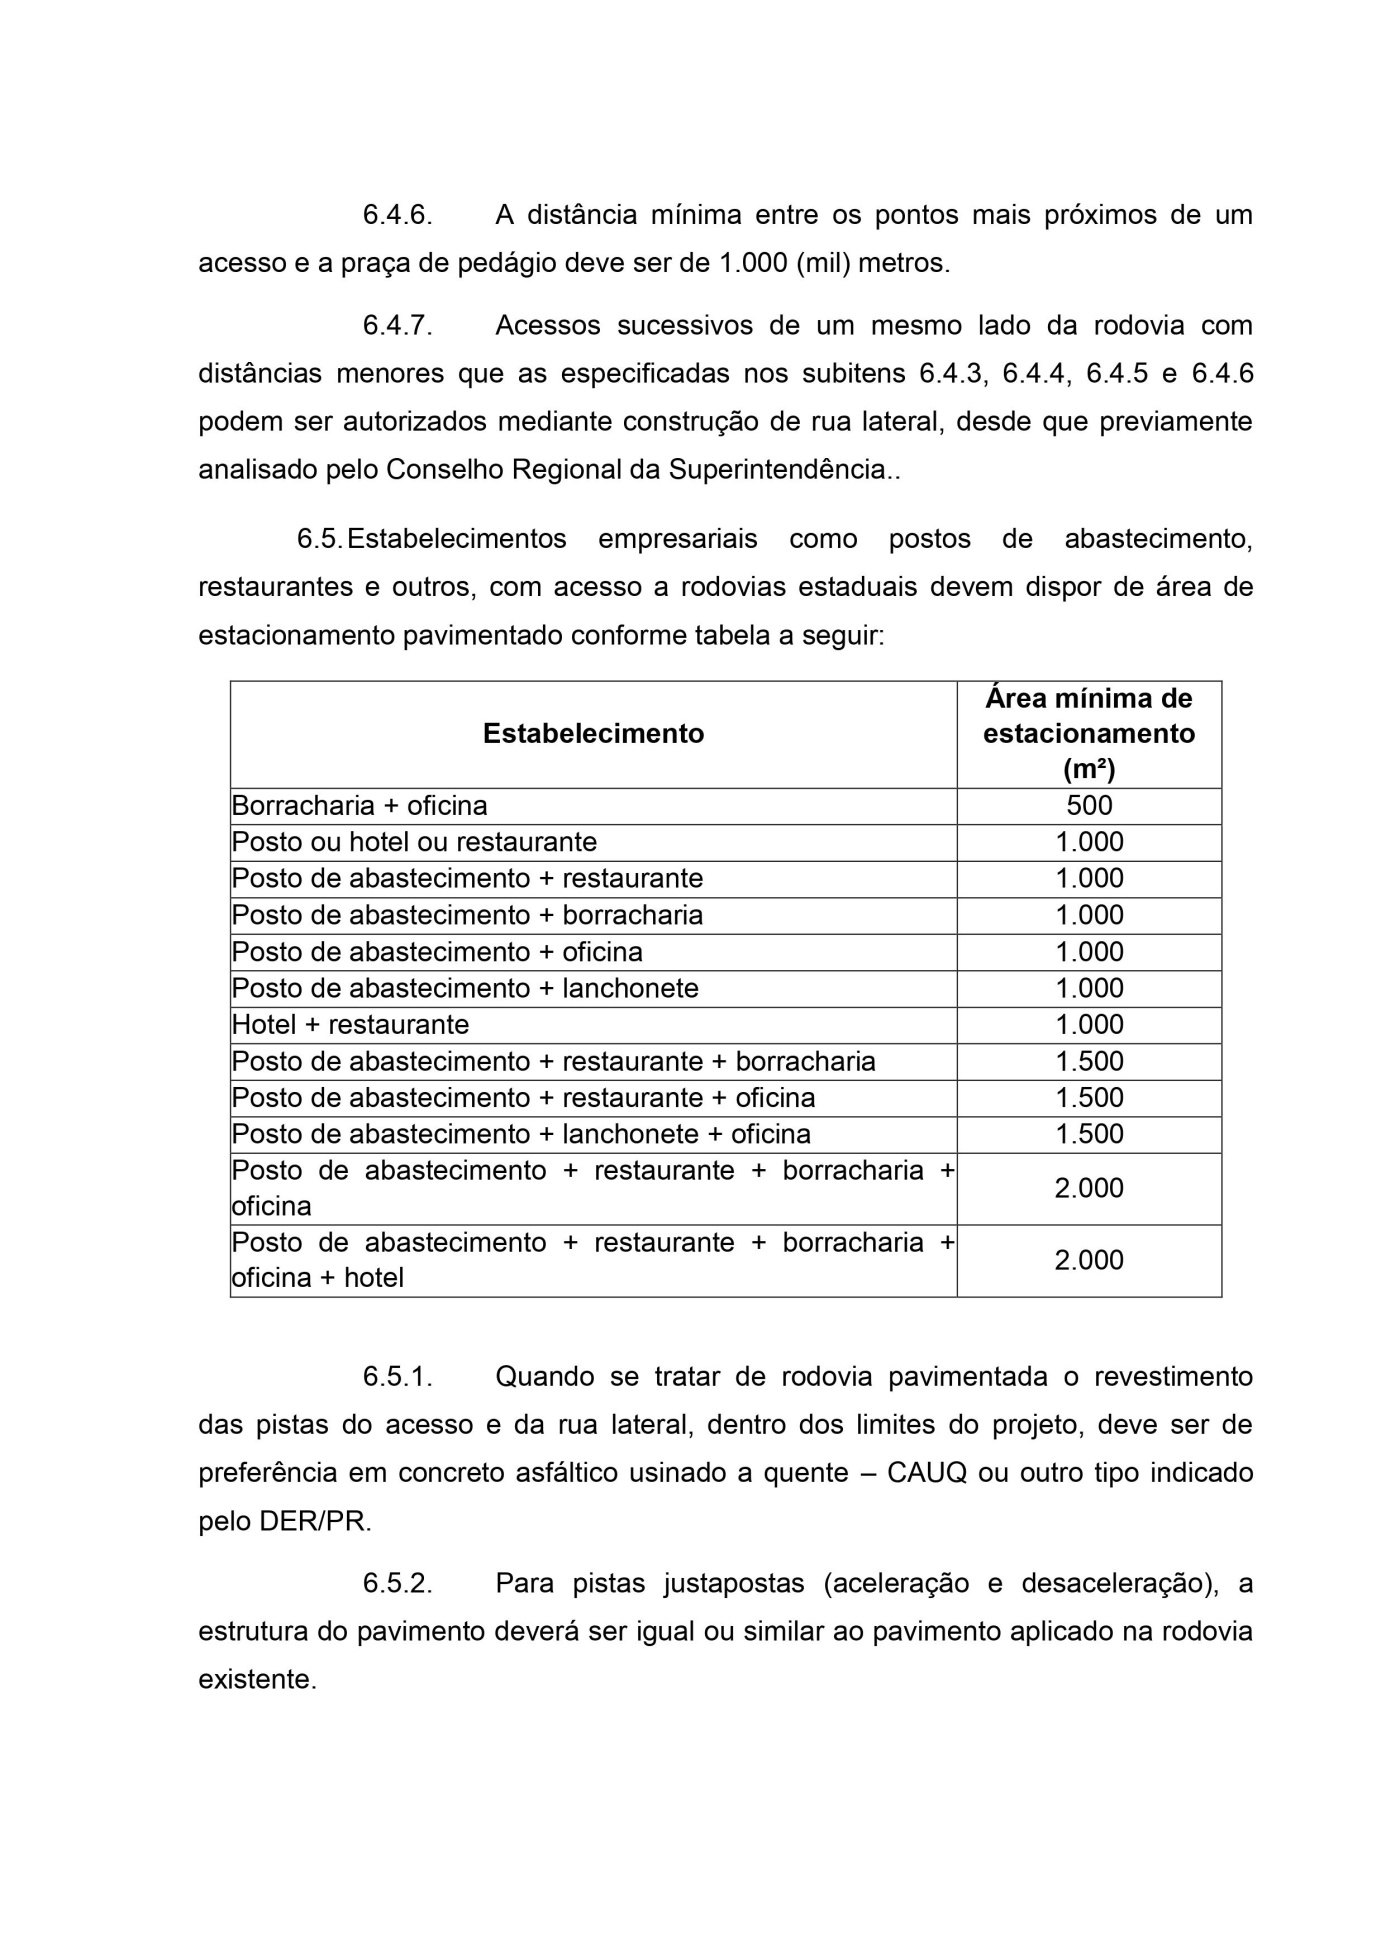 6.4.6. A distância mínima entre os pontos mais próximos de um
acesso e a praça de pedágio deve ser de 1.000 (mil) metros.
6.4.7. Acessos sucessivos de um mesmo lado da rodovia com
distâncias menores que as especificadas nos subitens 6.4.3, 6.4.4, 6.4.5 e 6.4.6
podem ser autorizados mediante construção de rua lateral, desde que previamente
analisado pelo Conselho Regional da Superintendência..
6.5. Estabelecimentos empresariais como postos de abastecimento,
restaurantes e outros, com acesso a rodovias estaduais devem dispor de área de
estacionamento pavimentado conforme tabela a seguir:
Estabelecimento
Área mínima de
estacionamento
(m²)
Borracharia + oficina 500
Posto ou hotel ou restaurante 1.000
Posto de abastecimento + restaurante 1.000
Posto de abastecimento + borracharia 1.000
Posto de abastecimento + oficina 1.000
Posto de abastecimento + lanchonete 1.000
Hotel + restaurante 1.000
Posto de abastecimento + restaurante + borracharia 1.500
Posto de abastecimento + restaurante + oficina 1.500
Posto de abastecimento + lanchonete + oficina 1.500
Posto de abastecimento + restaurante + borracharia +
oficina
2.000
Posto de abastecimento + restaurante + borracharia +
oficina + hotel
2.000
6.5.1. Quando se tratar de rodovia pavimentada o revestimento
das pistas do acesso e da rua lateral, dentro dos limites do projeto, deve ser de
preferência em concreto asfáltico usinado a quente – CAUQ ou outro tipo indicado
pelo DER/PR.
6.5.2. Para pistas justapostas (aceleração e desaceleração), a
estrutura do pavimento deverá ser igual ou similar ao pavimento aplicado na rodovia
existente.